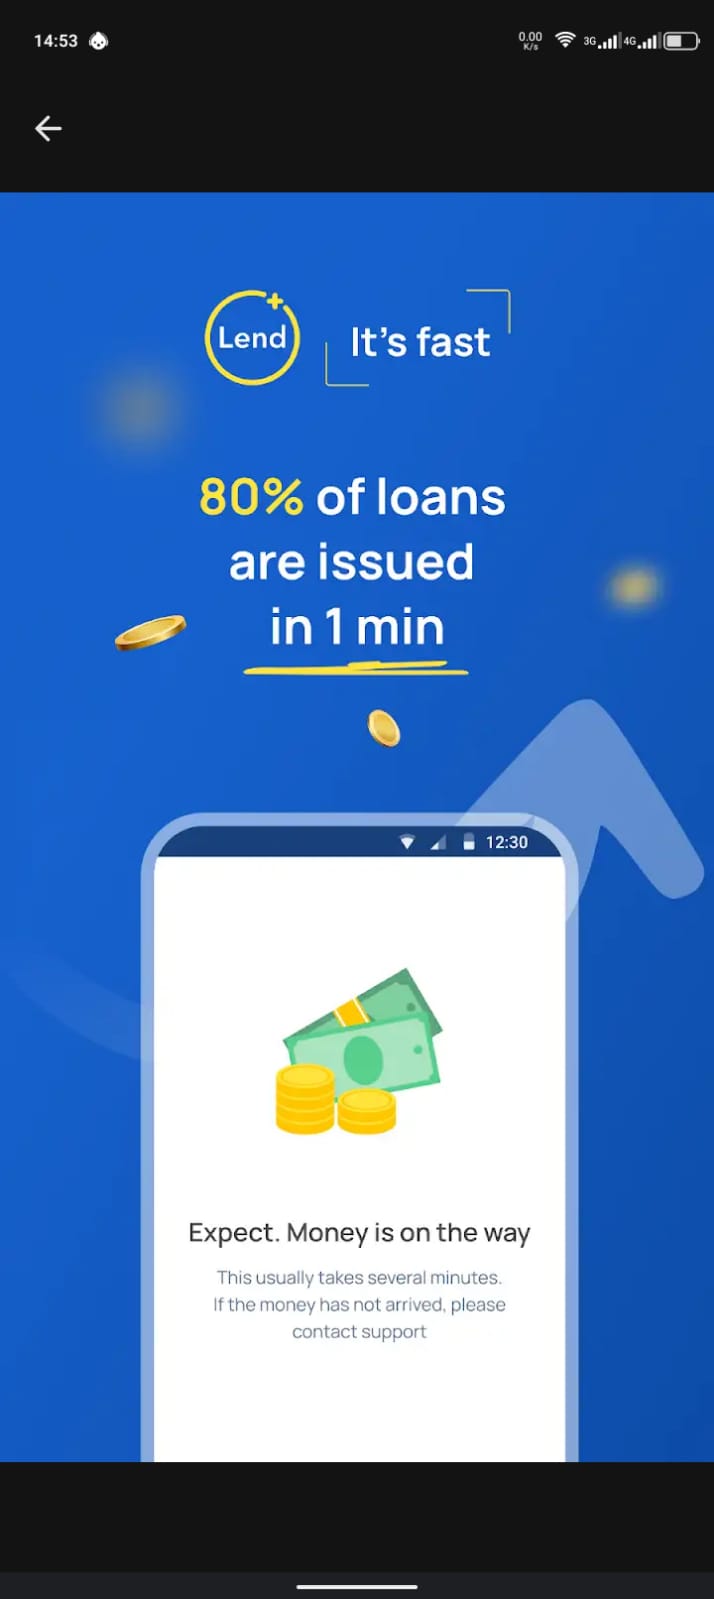 14:53
0.00
K/s
3G
4G
Lend
It's fast
80% of loans
are issued
in 1 min
12:30
Expect. Money is on the way
This usually takes several minutes.
If the money has not arrived, please
contact support